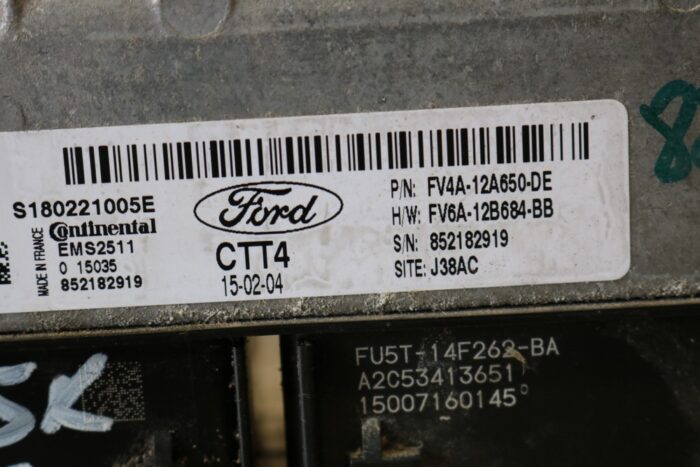 S180221005E
MADE IN FRANCE
Continental
EMS2511
0 15035
852182919
Ford
CTT4
15-02-04
P/N: FV4A-12A650-DE
H/W: FV6A-12B684-BB
S/N: 852182919
SITE: J38AC
FU5T-14F262-BA
A2C53413651
15007160145